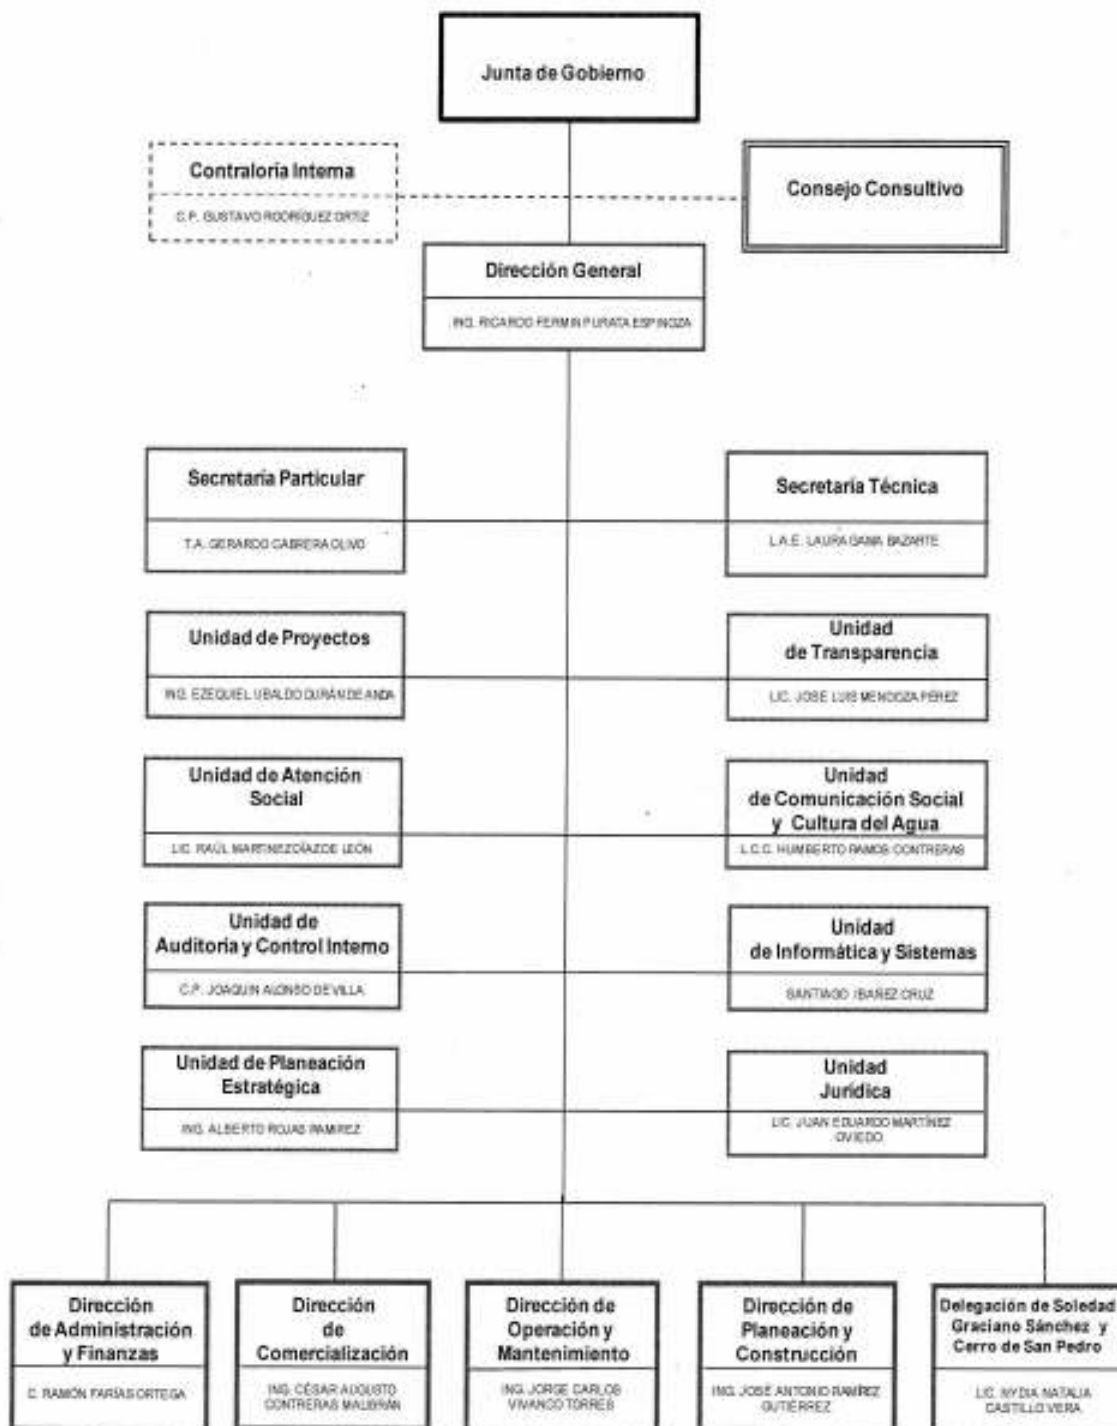 Junta de Gobierno
Contraloría Interna
C.P. GUSTAVO RODRÍGUEZ ORTIZ
Consejo Consultivo
Dirección General
ING. RICARDO FERMIN PURATA ESPINOZA
Secretaría Particular
T.A. GERARDO CABRERA OLIVO
Secretaría Técnica
L.A.E. LAURA GAMA BAZARTE
Unidad de Proyectos
ING. EZEQUIEL UBALDO DURÁN DE ANDA
Unidad
de Transparencia
LIC. JOSE LUIS MENDOZA PÉREZ
Unidad de Atención
Social
LIC. RAÚL MARTINEZ DÍAZ DE LEÓN
Unidad
de Comunicación Social
y Cultura del Agua
L.C.C. HUMBERTO RAMOS CONTRERAS
Unidad de
Auditoria y Control Interno
C.P. JOAQUIN ALONSO DE VILLA
Unidad
de Informática y Sistemas
SANTIAGO IBAÑEZ CRUZ
Unidad de Planeación
Estratégica
ING. ALBERTO ROJAS RAMIREZ
Unidad
Jurídica
LIC. JUAN EDUARDO MARTÍNEZ
OVIEDO
Dirección
de Administración
y Finanzas
C. RAMÓN FARÍAS ORTEGA
Dirección
de
Comercialización
ING. CÉSAR AUGUSTO
CONTRERAS MALIBRÁN
Dirección de
Operación y
Mantenimiento
ING. JORGE CARLOS
VIVANCO TORRES
Dirección de
Planeación y
Construcción
ING. JOSE ANTONIO RAMÍREZ
GUTIÉRREZ
Delegación de Soledad
Graciano Sánchez y
Cerro de San Pedro
LIC. NYDIA NATALIA
CASTILLO VERA